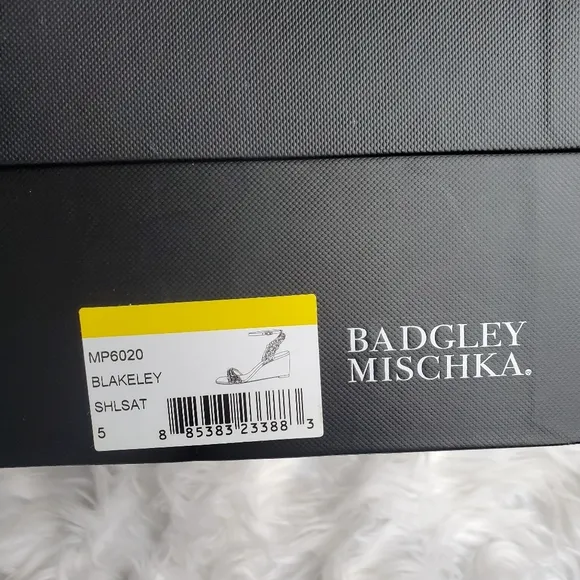 MP6020
BLAKELEY
SHLSAT
5
8 85383 23388 3
BADGLEY
MISCHKA.